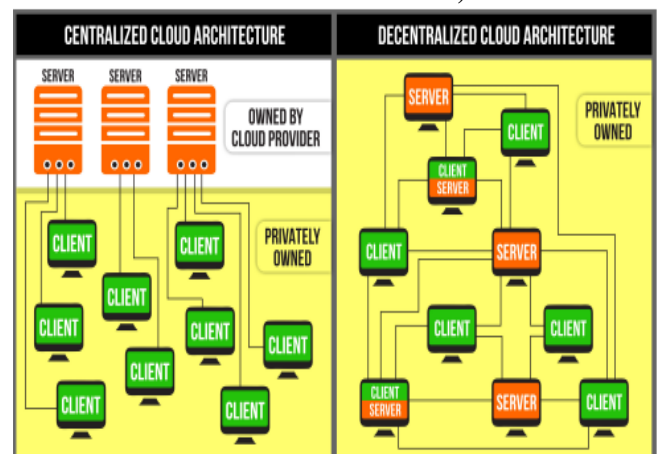 CENTRALIZED CLOUD ARCHITECTURE
SERVER SERVER SERVER
OWNED BY
CLOUD PROVIDER
CLIENT CLIENT
PRIVATELY
OWNED
CLIENT
CLIENT CLIENT
CLIENT
CLIENT
CLIENT
CLIENT
DECENTRALIZED CLOUD ARCHITECTURE
SERVER
PRIVATELY
OWNED
CLIENT
CLIENT
SERVER
CLIENT SERVER
CLIENT CLIENT
CLIENT
SERVER
SERVER CLIENT